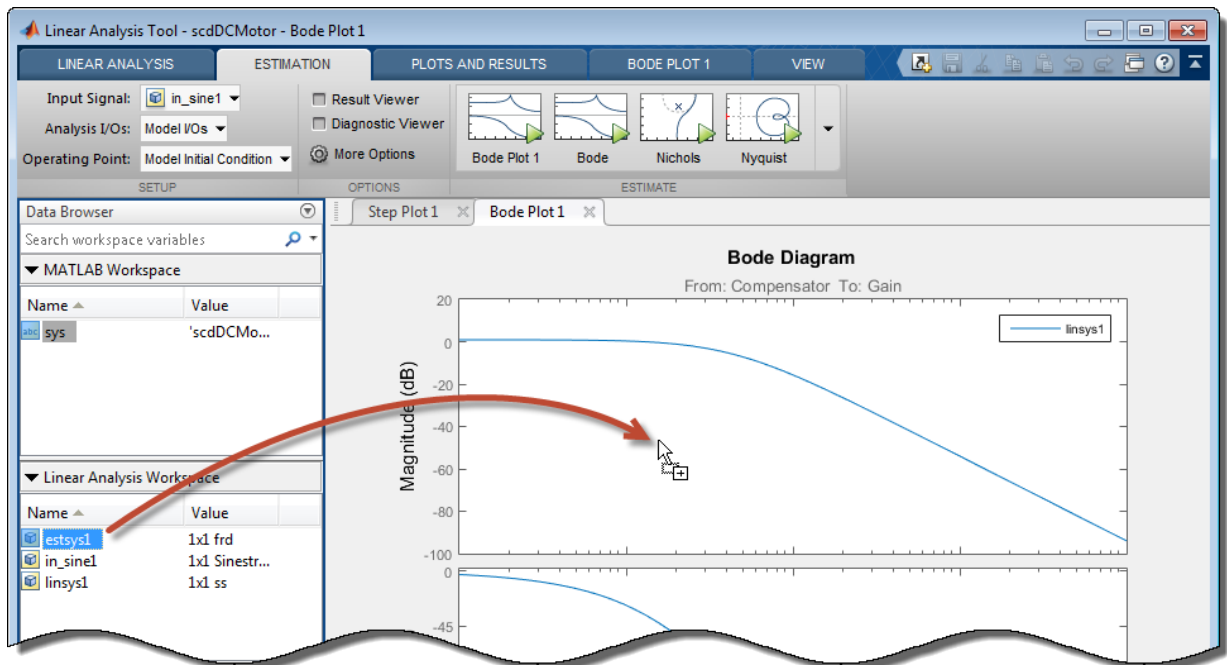 Linear Analysis Tool - scdDCMotor - Bode Plot 1
LINEAR ANALYSIS ESTIMATION PLOTS AND RESULTS BODE PLOT 1 VIEW
Input Signal: in_sine1
Analysis I/Os: Model I/Os
Operating Point: Model Initial Condition
SETUP
Result Viewer
Diagnostic Viewer
More Options
OPTIONS
Bode Plot 1 Bode Nichols Nyquist
ESTIMATE
Data Browser
Search workspace variables
MATLAB Workspace
Name Value
abc sys 'scdDCMo...
Linear Analysis Workspace
Name Value
estsys1 1x1 frd
in_sine1 1x1 Sinestr...
linsys1 1x1 ss
Step Plot 1 Bode Plot 1
Bode Diagram
From: Compensator To: Gain
linsys1
Magnitude (dB)
20
0
-20
-40
-60
-80
-100
0
-45